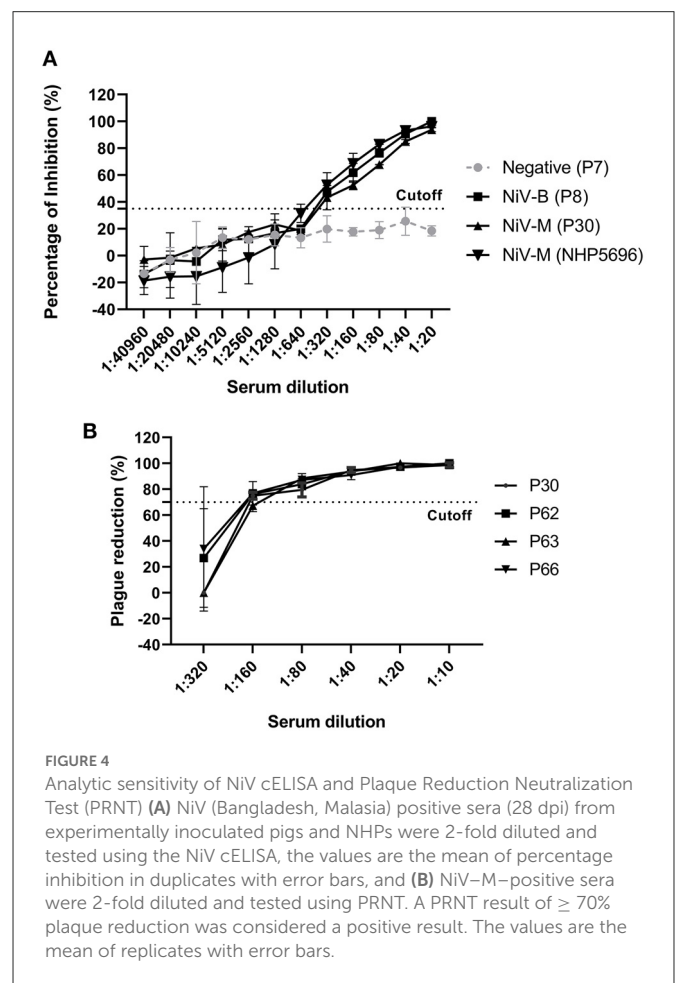 A
Percentage of Inhibition (%)
120
100
80
60
40
20
0
-20
-40
Cutoff
1:40960
1:20480
1:10240
1:5120
1:2560
1:1280
1:640
1:320
1:160
1:80
1:40
1:20
Serum dilution
Negative (P7)
NiV-B (P8)
NiV-M (P30)
NiV-M (NHP5696)
B
Plague reduction (%)
120
100
80
60
40
20
0
-20
-40
Cutoff
1:320
1:160
1:80
1:40
1:20
1:10
Serum dilution
P30
P62
P63
P66
FIGURE 4
Analytic sensitivity of NiV cELISA and Plaque Reduction Neutralization
Test (PRNT) (A) NiV (Bangladesh, Malasia) positive sera (28 dpi) from
experimentally inoculated pigs and NHPs were 2-fold diluted and
tested using the NiV cELISA, the values are the mean of percentage
inhibition in duplicates with error bars, and (B) NiV–M–positive sera
were 2-fold diluted and tested using PRNT. A PRNT result of ≥ 70%
plaque reduction was considered a positive result. The values are the
mean of replicates with error bars.